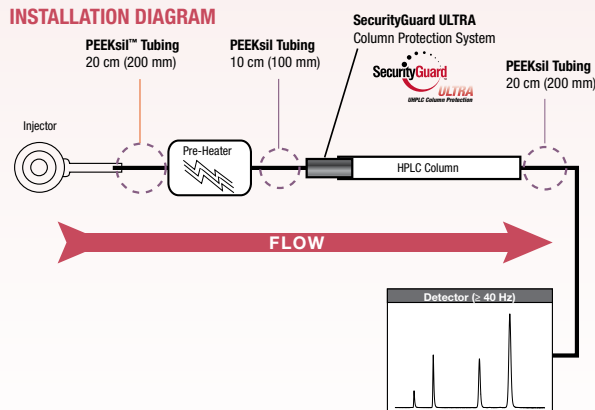 INSTALLATION DIAGRAM
PEEKsil™ Tubing
20 cm (200 mm)
PEEKsil Tubing
10 cm (100 mm)
SecurityGuard ULTRA
Column Protection System
SecurityGuard
ULTRA
UHPLC Column Protection
PEEKsil Tubing
20 cm (200 mm)
Injector
Pre-Heater
HPLC Column
FLOW
Detector (≥ 40 Hz)